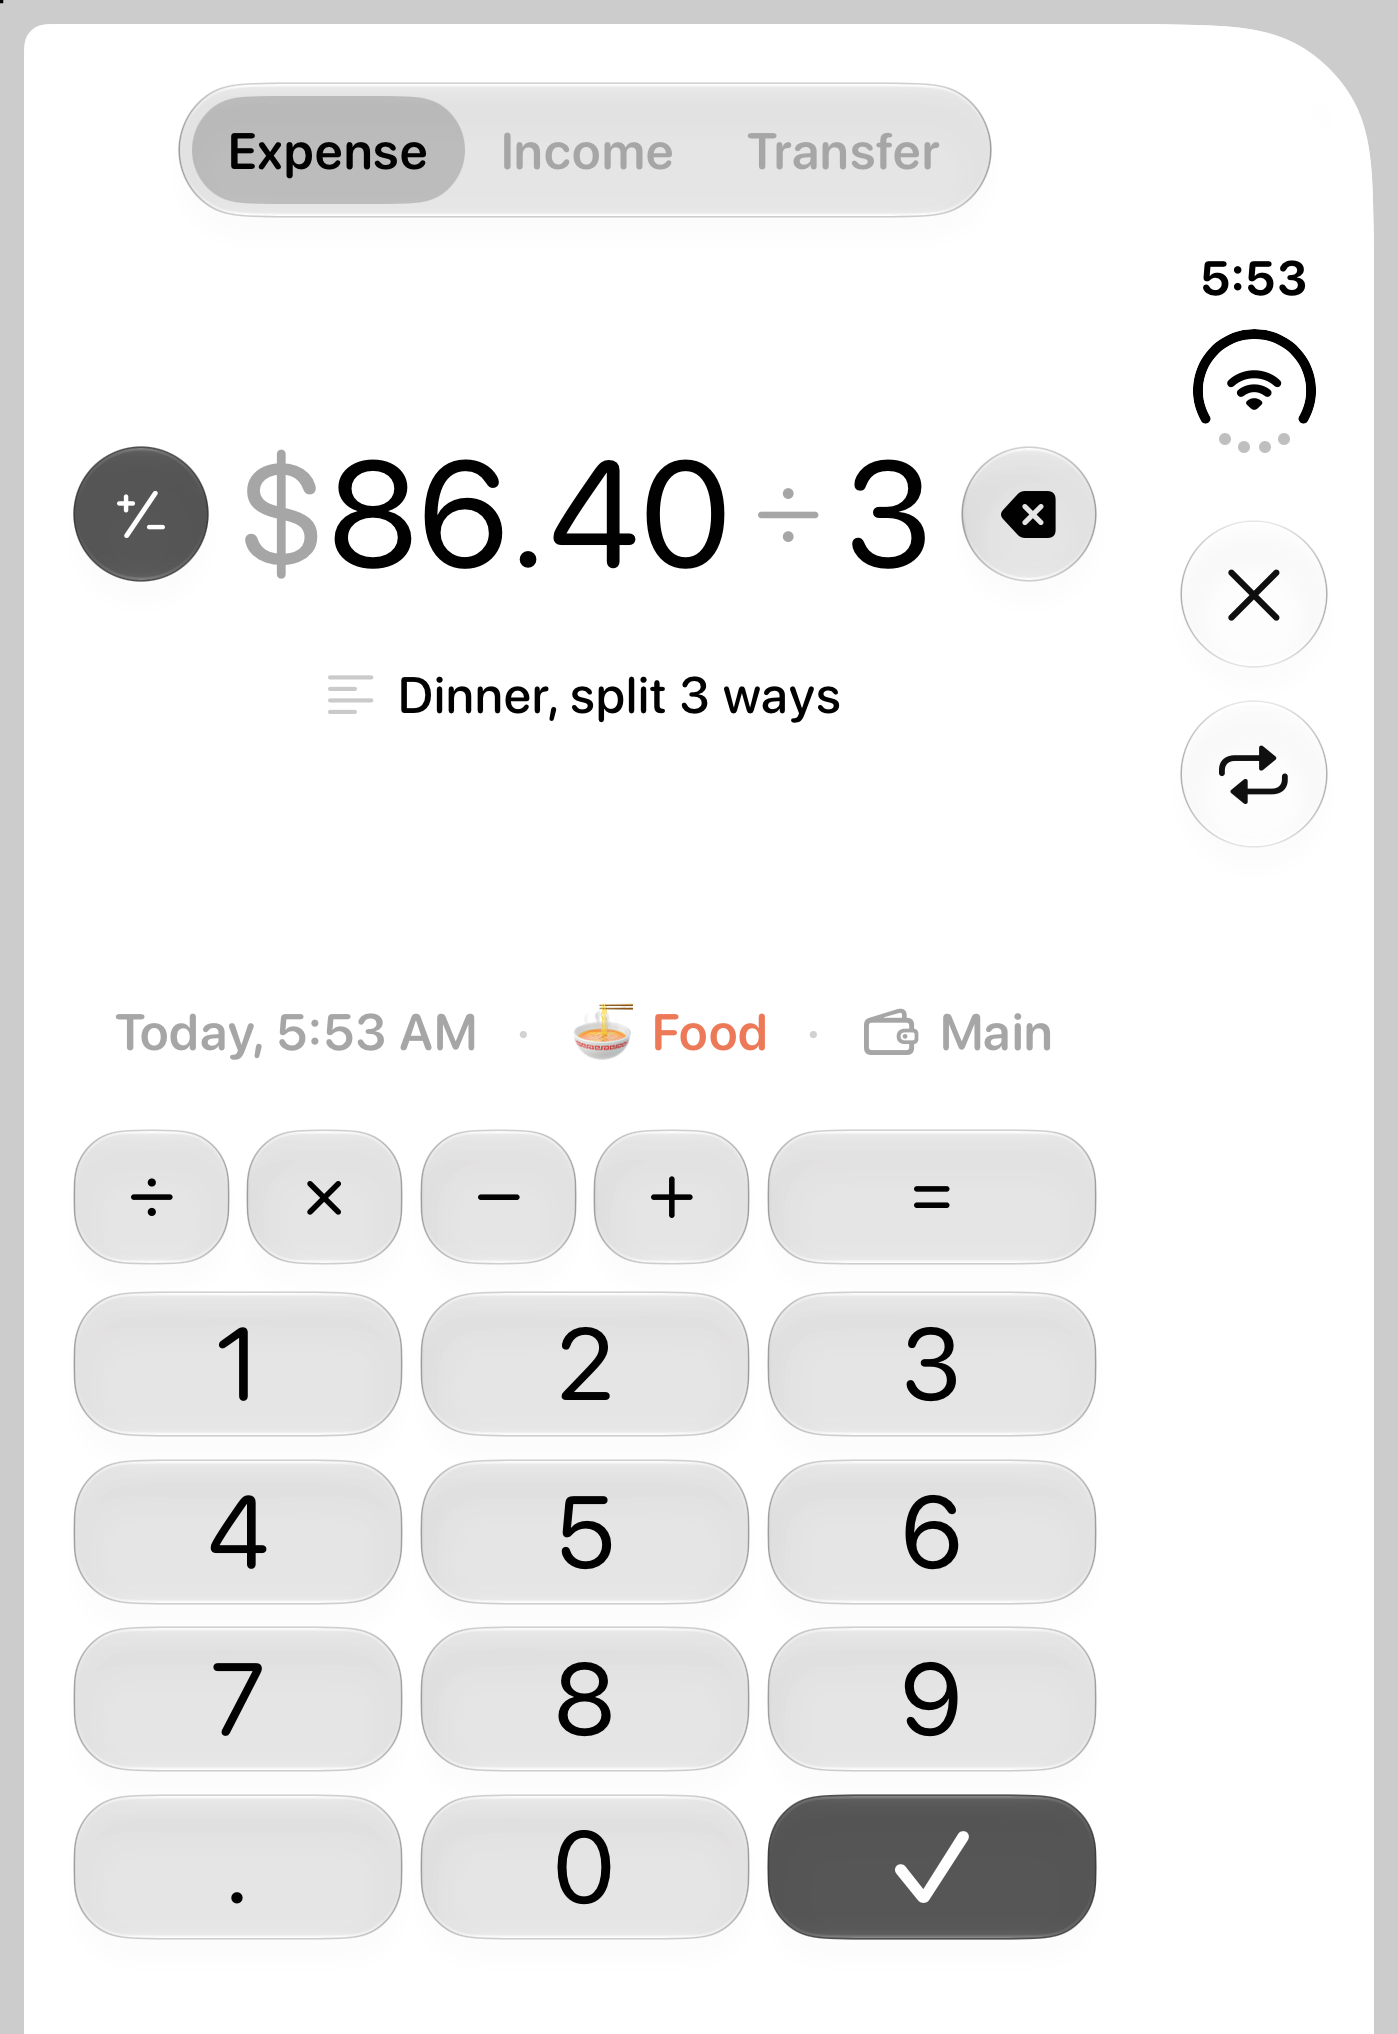 Expense Income Transfer
5:53
$86.40 ÷ 3
Dinner, split 3 ways
Today, 5:53 AM · Food · Main
÷ × − + =
1 2 3
4 5 6
7 8 9
. 0